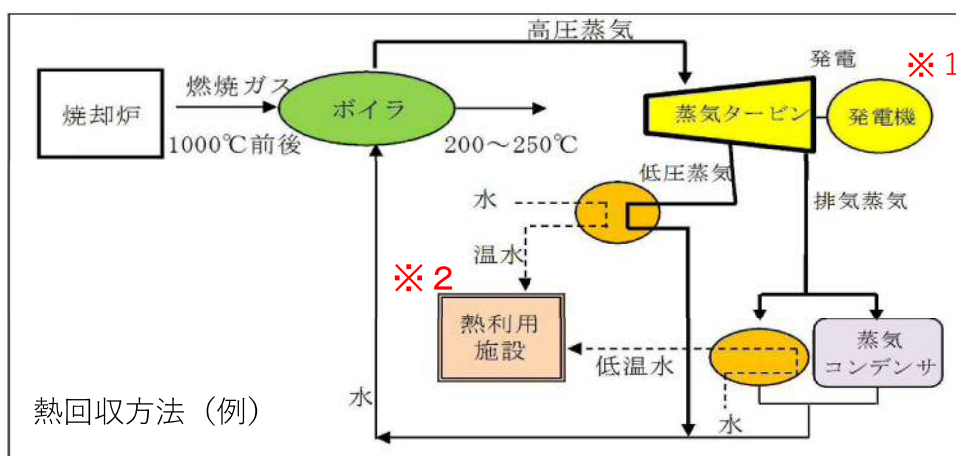 高圧蒸気
発電
※1
焼却炉
燃焼ガス
1000℃前後
ボイラ
200～250℃
蒸気タービン
発電機
低圧蒸気
排気蒸気
水
温水
※2
熱利用
施設
低温水
蒸気
コンデンサ
水
水
熱回収方法（例）